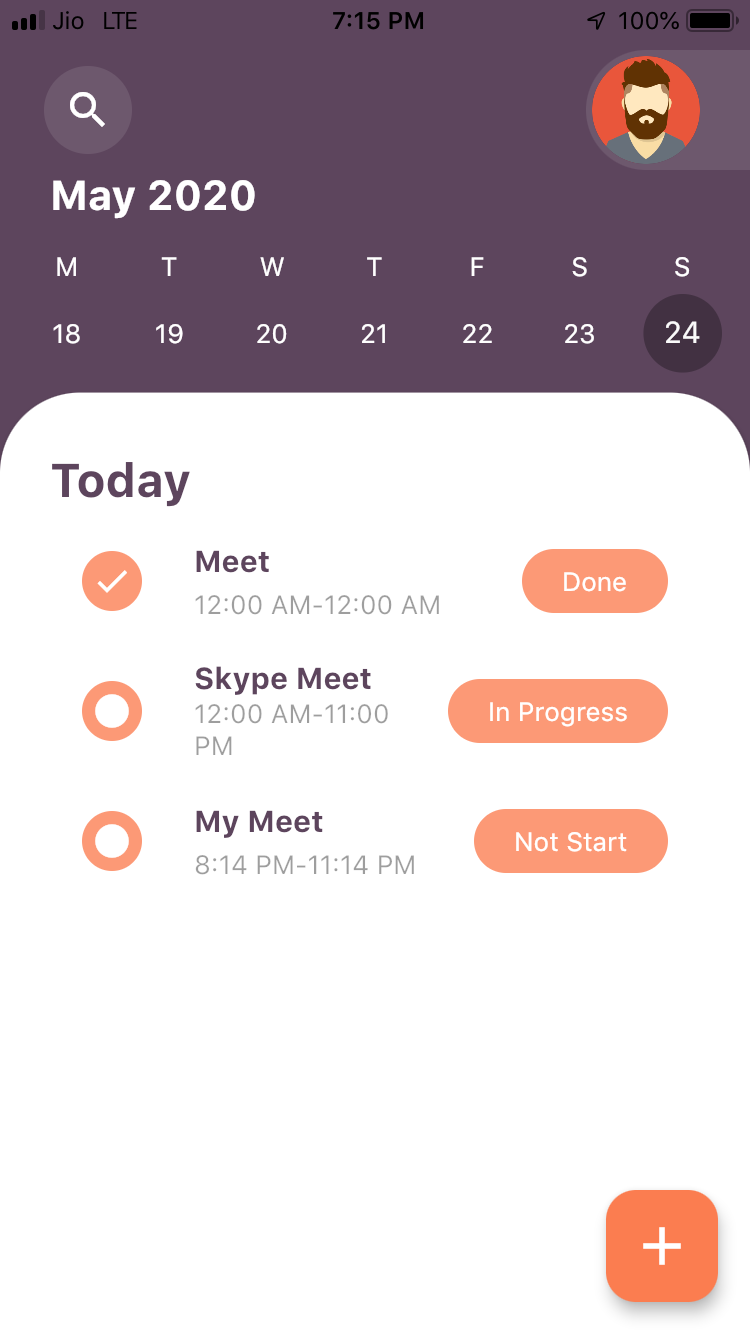 Jio LTE 7:15 PM 100%
May 2020
M T W T F S S
18 19 20 21 22 23 24
Today
Meet
12:00 AM-12:00 AM
Done
Skype Meet
12:00 AM-11:00
PM
In Progress
My Meet
8:14 PM-11:14 PM
Not Start